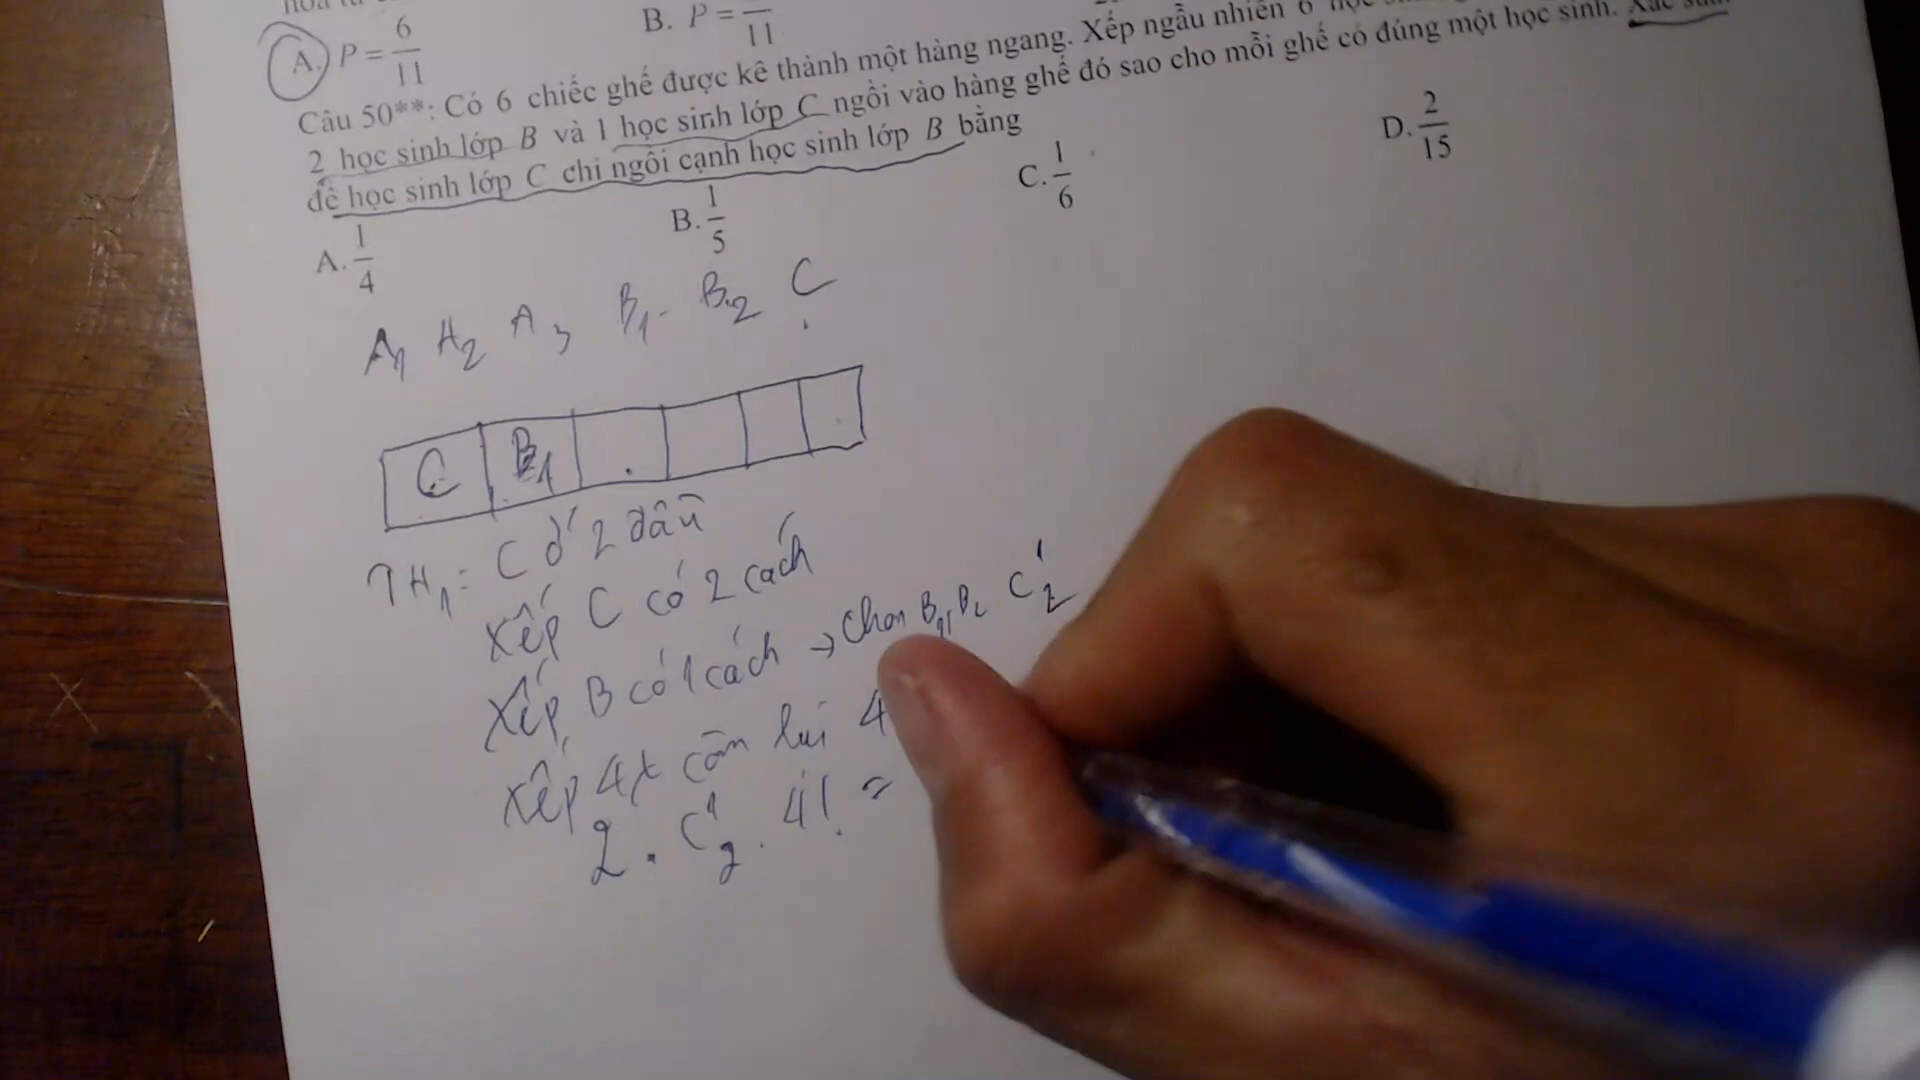 A. P = 6/11
B. P = /11
Câu 50**: Có 6 chiếc ghế được kê thành một hàng ngang. Xếp ngẫu nhiên 6 học
2 học sinh lớp B và 1 học sinh lớp C ngồi vào hàng ghế đó sao cho mỗi ghế có đúng một học sinh. Xác suất
để học sinh lớp C chỉ ngồi cạnh học sinh lớp B bằng
A. 1/4
B. 1/5
C. 1/6
D. 2/15
A1 A2 A3 B1 B2 C
C B1
TH1: C ở 2 đầu
Xếp C có 2 cách
Xếp B có 1 cách → Chọn B1, B2 C¹₂
Xếp 4 còn lại 4
2 . C¹₂ . 4! =